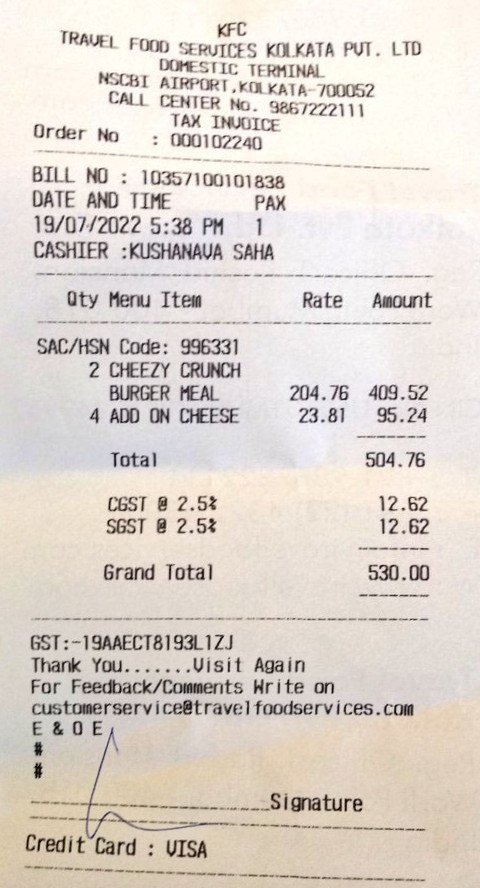 KFC
TRAVEL FOOD SERVICES KOLKATA PVT. LTD
DOMESTIC TERMINAL
NSCBI AIRPORT,KOLKATA-700052
CALL CENTER No. 9867222111
TAX INVOICE
Order No : 000102240
BILL NO : 10357100101838
DATE AND TIME PAX
19/07/2022 5:38 PM 1
CASHIER :KUSHANAVA SAHA
Qty Menu Item Rate Amount
SAC/HSN Code: 996331
2 CHEEZY CRUNCH
BURGER MEAL 204.76 409.52
4 ADD ON CHEESE 23.81 95.24
Total 504.76
CGST @ 2.5% 12.62
SGST @ 2.5% 12.62
Grand Total 530.00
GST:-19AAECT8193L1ZJ
Thank You.......Visit Again
For Feedback/Comments Write on
customerservice@travelfoodservices.com
E & O E
#
#
Signature
Credit Card : VISA